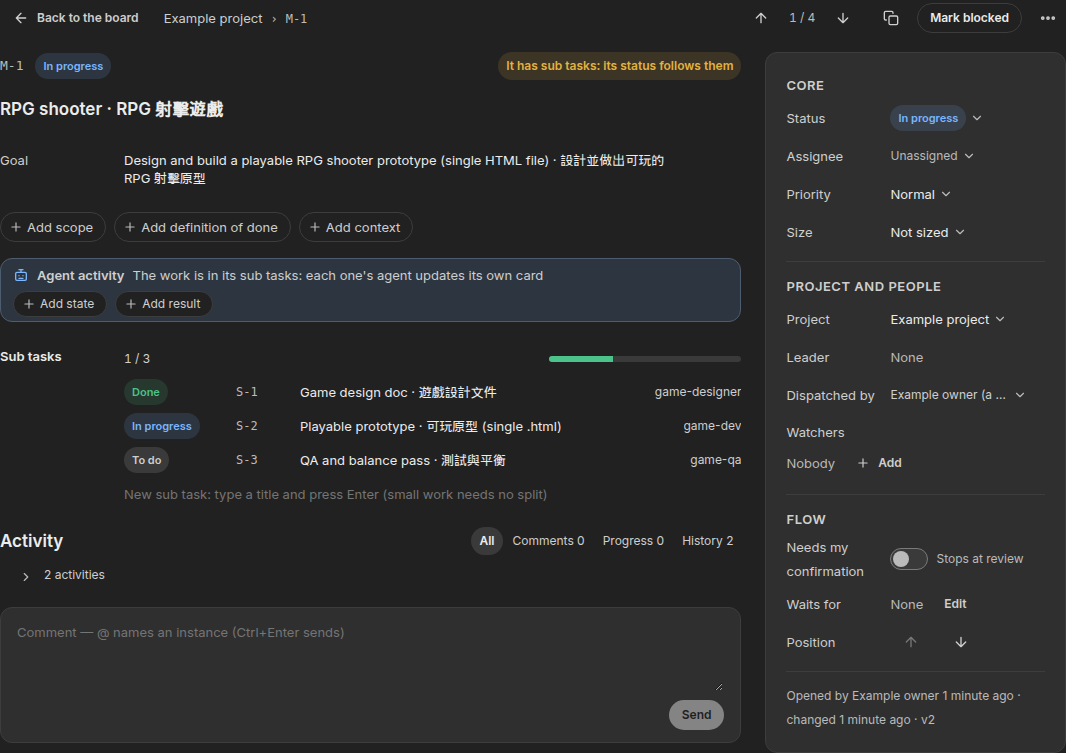 Back to the board
Example project › M-1
1 / 4
Mark blocked
M-1
In progress
It has sub tasks: its status follows them
RPG shooter · RPG 射擊遊戲
Goal
Design and build a playable RPG shooter prototype (single HTML file) · 設計並做出可玩的
RPG 射擊原型
+ Add scope
+ Add definition of done
+ Add context
Agent activity The work is in its sub tasks: each one's agent updates its own card
+ Add state
+ Add result
Sub tasks
1 / 3
Done S-1 Game design doc · 遊戲設計文件 game-designer
In progress S-2 Playable prototype · 可玩原型 (single .html) game-dev
To do S-3 QA and balance pass · 測試與平衡 game-qa
New sub task: type a title and press Enter (small work needs no split)
Activity
All Comments 0 Progress 0 History 2
2 activities
Comment — @ names an instance (Ctrl+Enter sends)
Send
CORE
Status In progress
Assignee Unassigned
Priority Normal
Size Not sized
PROJECT AND PEOPLE
Project Example project
Leader None
Dispatched by Example owner (a ...
Watchers
Nobody + Add
FLOW
Needs my
confirmation
Stops at review
Waits for None Edit
Position
Opened by Example owner 1 minute ago ·
changed 1 minute ago · v2